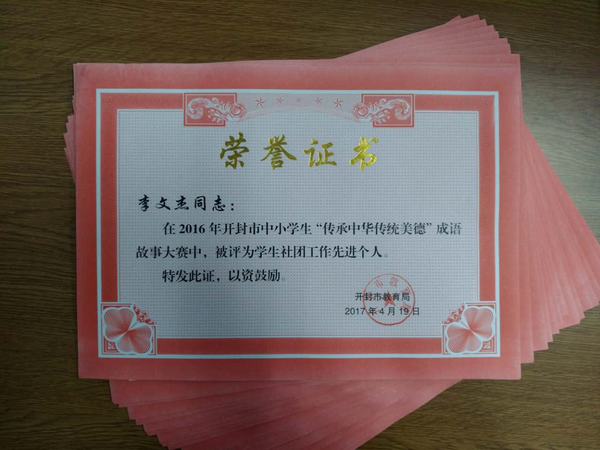 荣誉证书
李文杰同志：
在2016年开封市中小学生“传承中华传统美德”成语
故事大赛中，被评为学生社团工作先进个人。
特发此证，以资鼓励。
开封市教育局
2017年4月19日